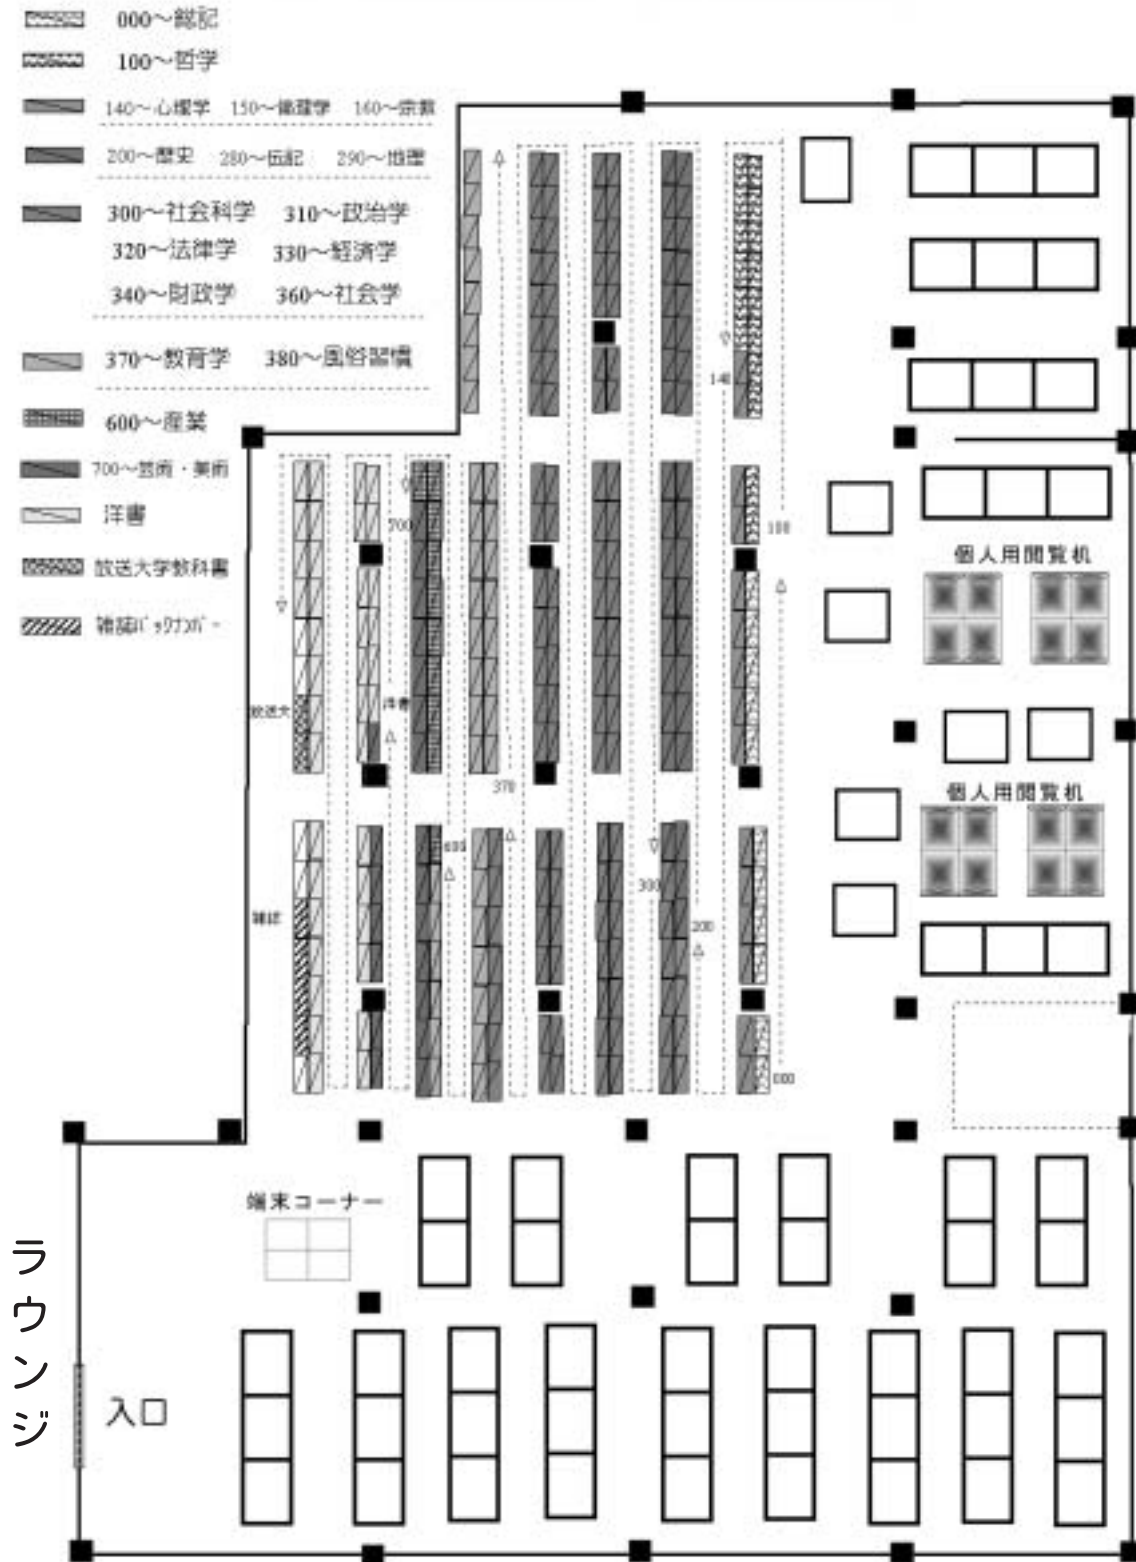 000～総記
100～哲学
140～心理学 150～倫理学 160～宗教
200～歴史 280～伝記 290～地理
300～社会科学 310～政治学
320～法律学 330～経済学
340～財政学 360～社会学
370～教育学 380～風俗習慣
600～産業
700～芸術・美術
洋書
放送大学教科書
雑誌ﾊﾞｯｸﾅﾝﾊﾞｰ
140
700
100
個人用閲覧机
放送大
洋書
370
個人用閲覧机
600
雑誌
300
200
000
端末コーナー
ラウンジ
入口